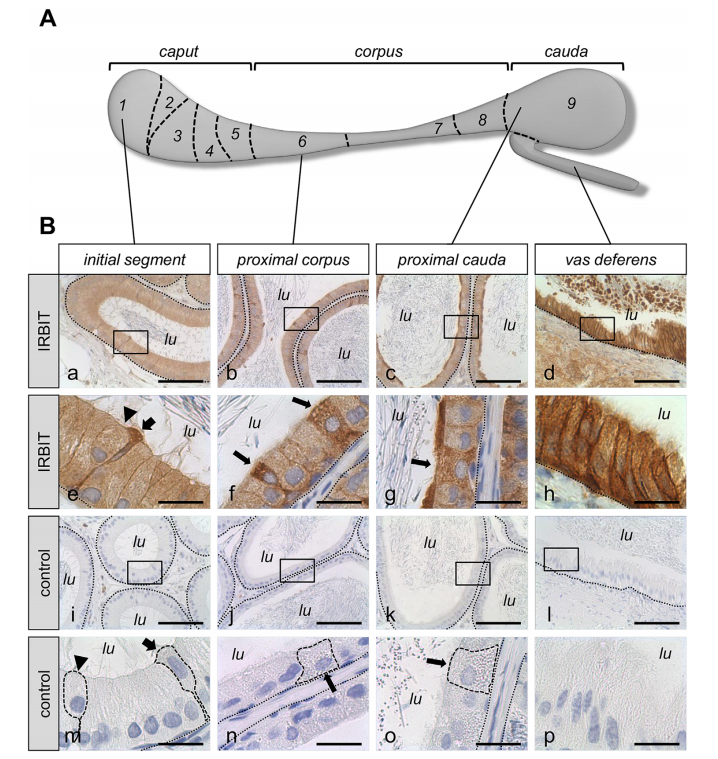 A
caput corpus cauda
1 2 3 4 5 6 7 8 9
B
initial segment proximal corpus proximal cauda vas deferens
IRBIT
lu lu lu lu lu lu
a b c d
IRBIT
lu lu lu lu
e f g h
control
lu lu lu lu lu lu lu lu
i j k l
control
lu lu lu lu
m n o p